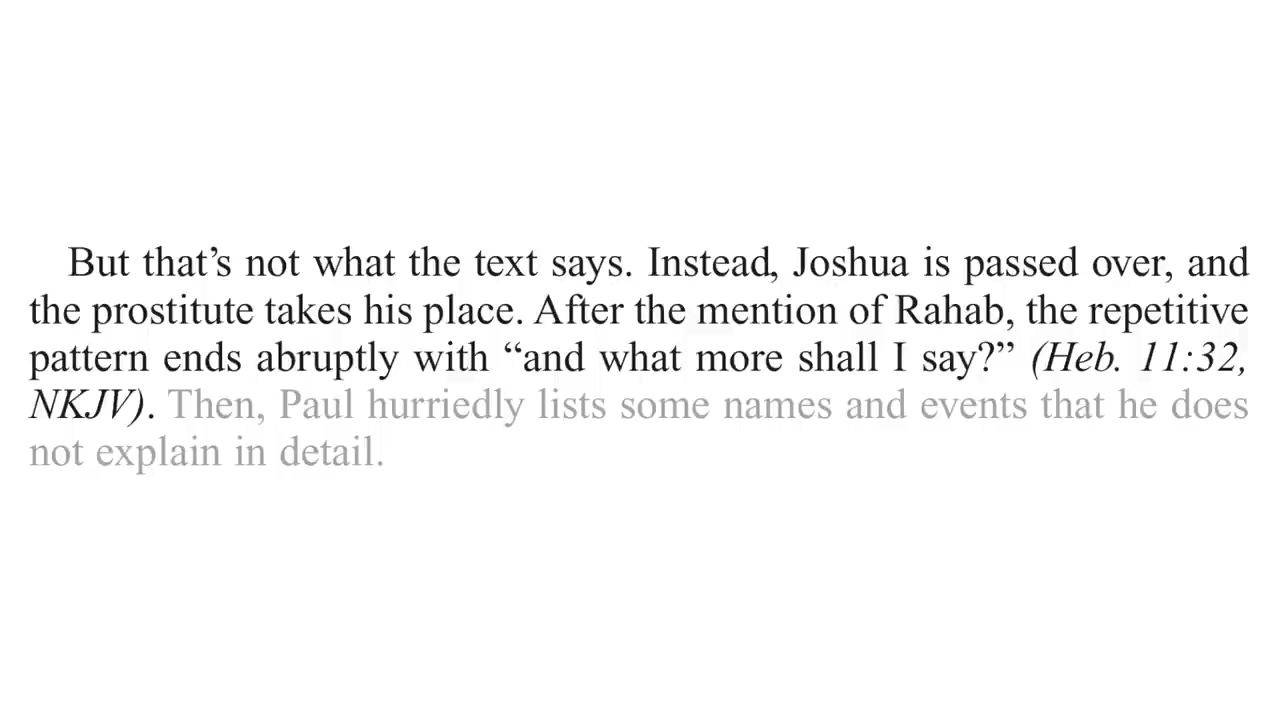 But that’s not what the text says. Instead, Joshua is passed over, and
the prostitute takes his place. After the mention of Rahab, the repetitive
pattern ends abruptly with “and what more shall I say?” (Heb. 11:32,
NKJV). Then, Paul hurriedly lists some names and events that he does
not explain in detail.